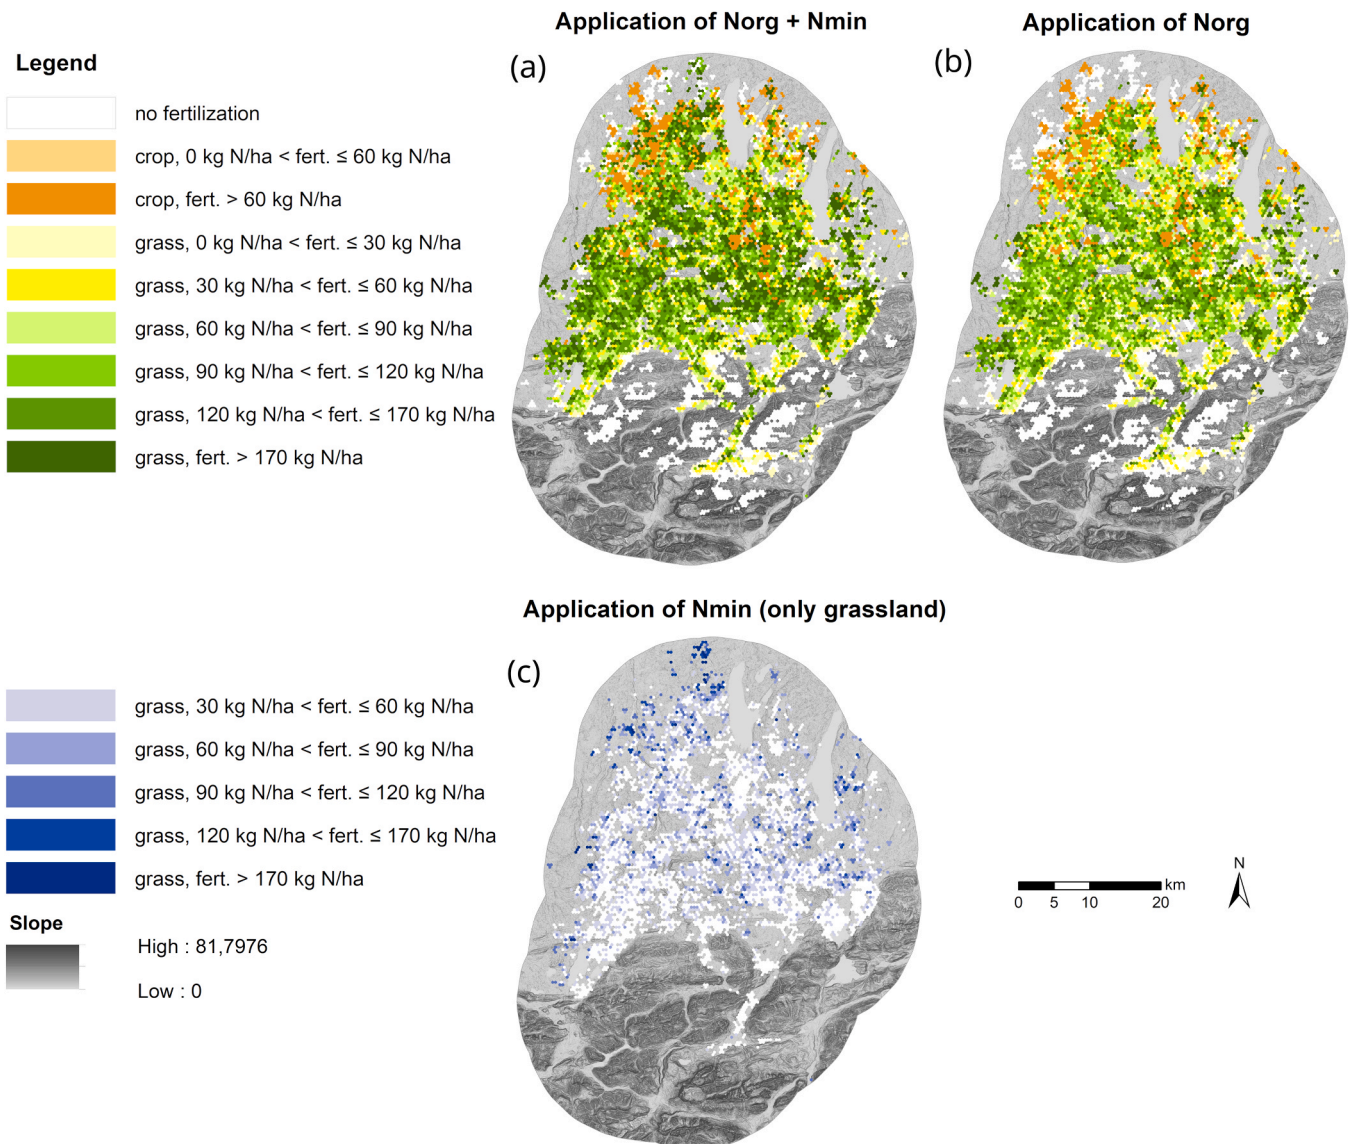 Application of Norg + Nmin
Application of Norg
Legend
(a)
(b)
no fertilization
crop, 0 kg N/ha < fert. ≤ 60 kg N/ha
crop, fert. > 60 kg N/ha
grass, 0 kg N/ha < fert. ≤ 30 kg N/ha
grass, 30 kg N/ha < fert. ≤ 60 kg N/ha
grass, 60 kg N/ha < fert. ≤ 90 kg N/ha
grass, 90 kg N/ha < fert. ≤ 120 kg N/ha
grass, 120 kg N/ha < fert. ≤ 170 kg N/ha
grass, fert. > 170 kg N/ha
Application of Nmin (only grassland)
(c)
grass, 30 kg N/ha < fert. ≤ 60 kg N/ha
grass, 60 kg N/ha < fert. ≤ 90 kg N/ha
grass, 90 kg N/ha < fert. ≤ 120 kg N/ha
grass, 120 kg N/ha < fert. ≤ 170 kg N/ha
grass, fert. > 170 kg N/ha
Slope
High : 81,7976
Low : 0
km
0 5 10 20
N